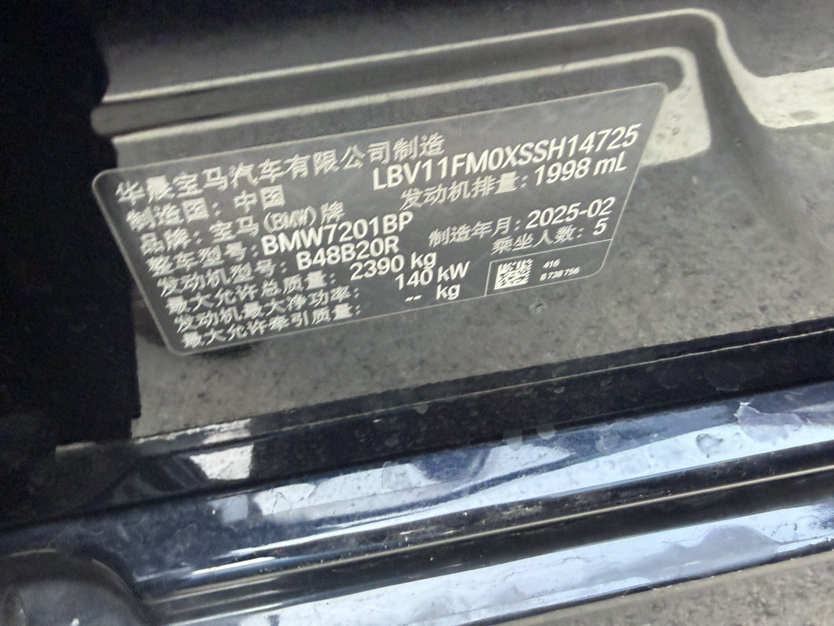 华晨宝马汽车有限公司制造
LBV11FM0XSSH14725
制造国：中国
发动机排量：1998 mL
品牌：宝马(BMW)牌
整车型号：BMW7201BP
制造年月：2025-02
发动机型号：B48B20R
乘坐人数：5
最大允许总质量：2390 kg
发动机最大净功率：140 kW
最大允许牵引质量：-- kg
416
8 738 756